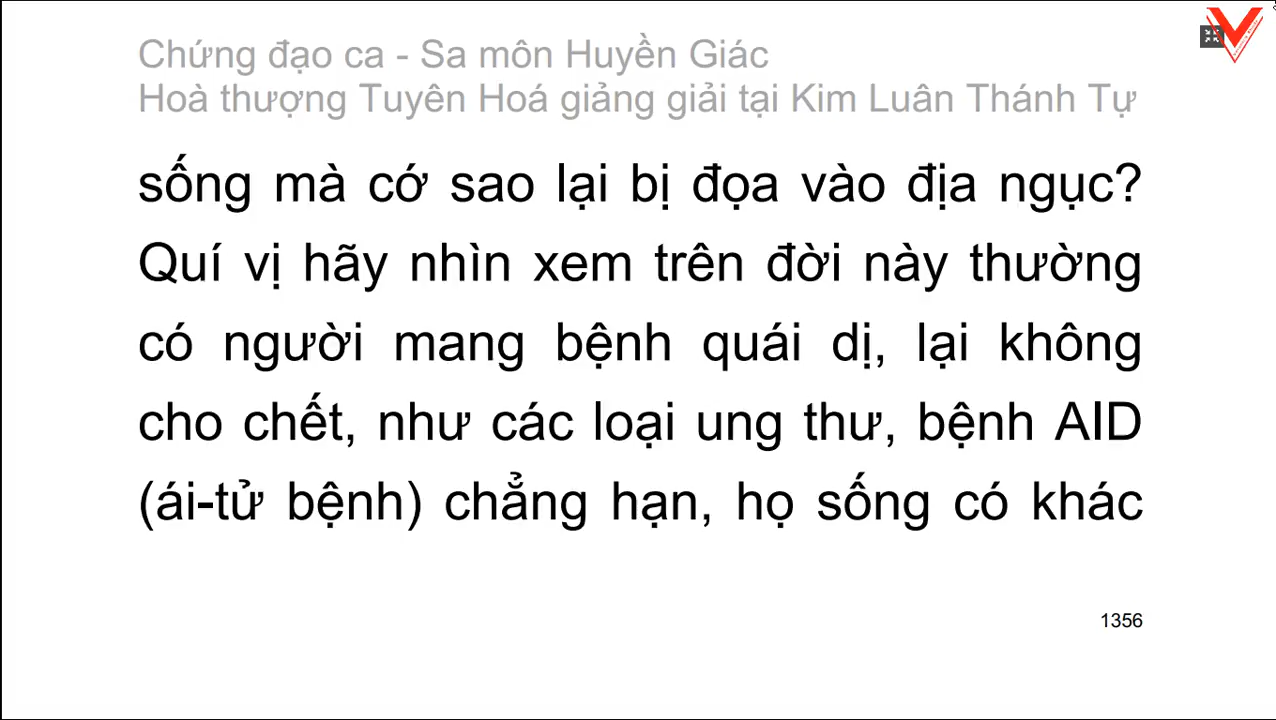 Chứng đạo ca - Sa môn Huyền Giác
Hoà thượng Tuyên Hoá giảng giải tại Kim Luân Thánh Tự
sống mà cớ sao lại bị đọa vào địa ngục?
Quí vị hãy nhìn xem trên đời này thường
có người mang bệnh quái dị, lại không
cho chết, như các loại ung thư, bệnh AID
(ái-tử bệnh) chẳng hạn, họ sống có khác
1356